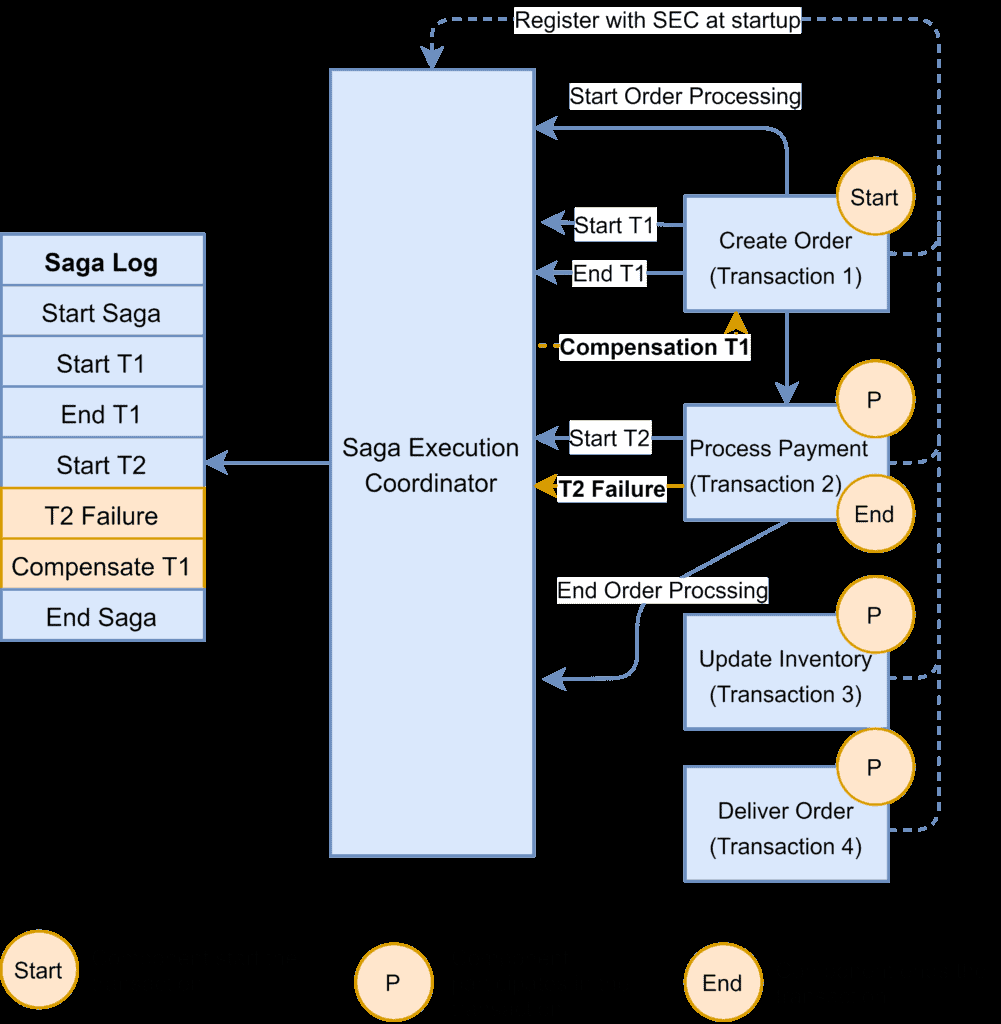 Register with SEC at startup
Start Order Processing
Start
Start T1
Create Order
(Transaction 1)
End T1
Saga Log
Start Saga
Start T1
End T1
Start T2
T2 Failure
Compensate T1
End Saga
Saga Execution
Coordinator
Compensation T1
P
Start T2
Process Payment
(Transaction 2)
T2 Failure
End
End Order Procssing
P
Update Inventory
(Transaction 3)
P
Deliver Order
(Transaction 4)
Start
P
End